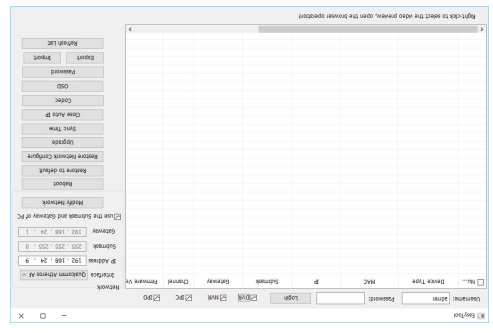 EasyTool
Username: admin Password: Login DVR NVR IPC IPD
Nu... Device Type MAC IP Submask Gateway Channel Firmware Ve
Network
Interface Qualcomm Atheros AR
IP Address 192 . 168 . 24 . 9
Submask 255 . 255 . 255 . 0
Gateway 192 . 168 . 24 . 1
use the Submask and Gateway of PC
Modify Network
Reboot
Restore to default
Restore Network Configure
Upgrade
Sync Time
Close Auto IP
Codec
OSD
Password
Export Import
Refresh List
Right-click to select the video preview, open the browser operation!